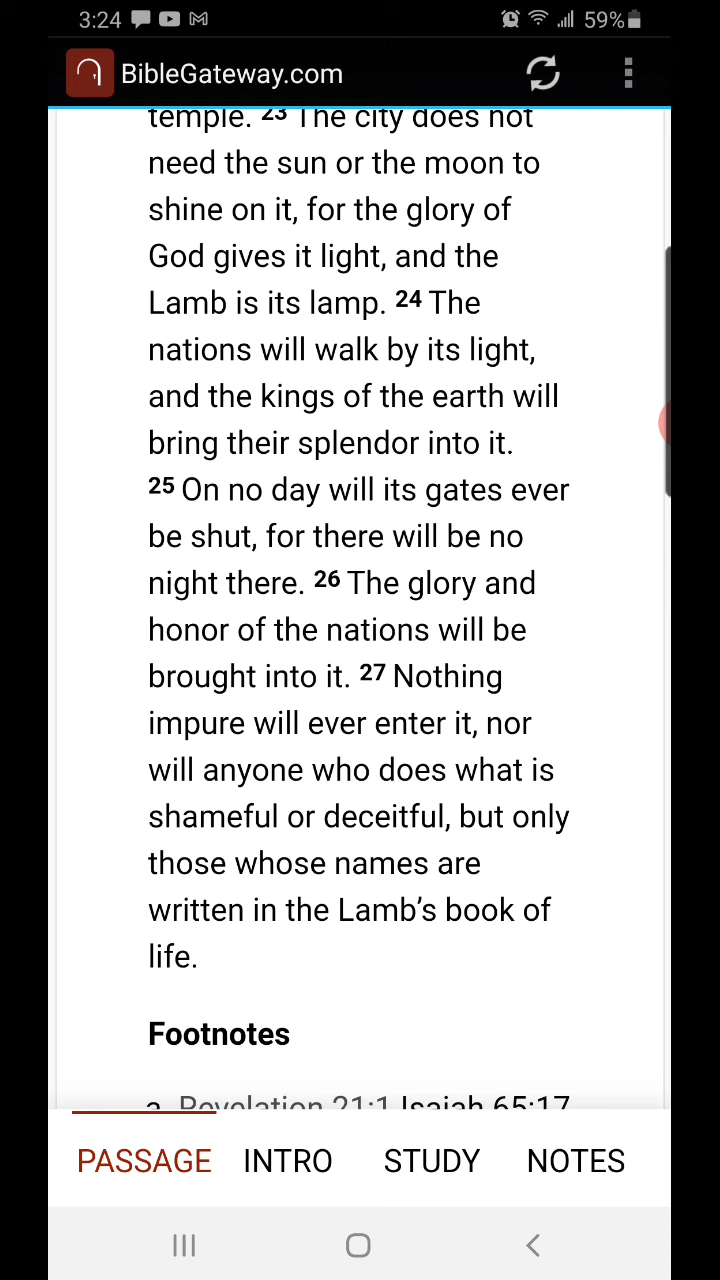 3:24 59%
BibleGateway.com
temple. 23 The city does not
need the sun or the moon to
shine on it, for the glory of
God gives it light, and the
Lamb is its lamp. 24 The
nations will walk by its light,
and the kings of the earth will
bring their splendor into it.
25 On no day will its gates ever
be shut, for there will be no
night there. 26 The glory and
honor of the nations will be
brought into it. 27 Nothing
impure will ever enter it, nor
will anyone who does what is
shameful or deceitful, but only
those whose names are
written in the Lamb’s book of
life.
Footnotes
a. Revelation 21:1 Isaiah 65:17
PASSAGE INTRO STUDY NOTES